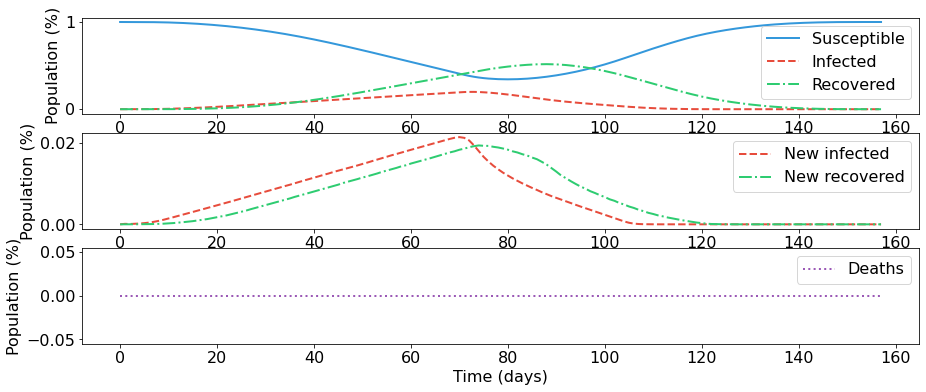 Population (%)
1
0
Susceptible
Infected
Recovered
0 20 40 60 80 100 120 140 160
Population (%)
0.02
0.00
New infected
New recovered
0 20 40 60 80 100 120 140 160
Population (%)
0.05
0.00
−0.05
Deaths
0 20 40 60 80 100 120 140 160
Time (days)